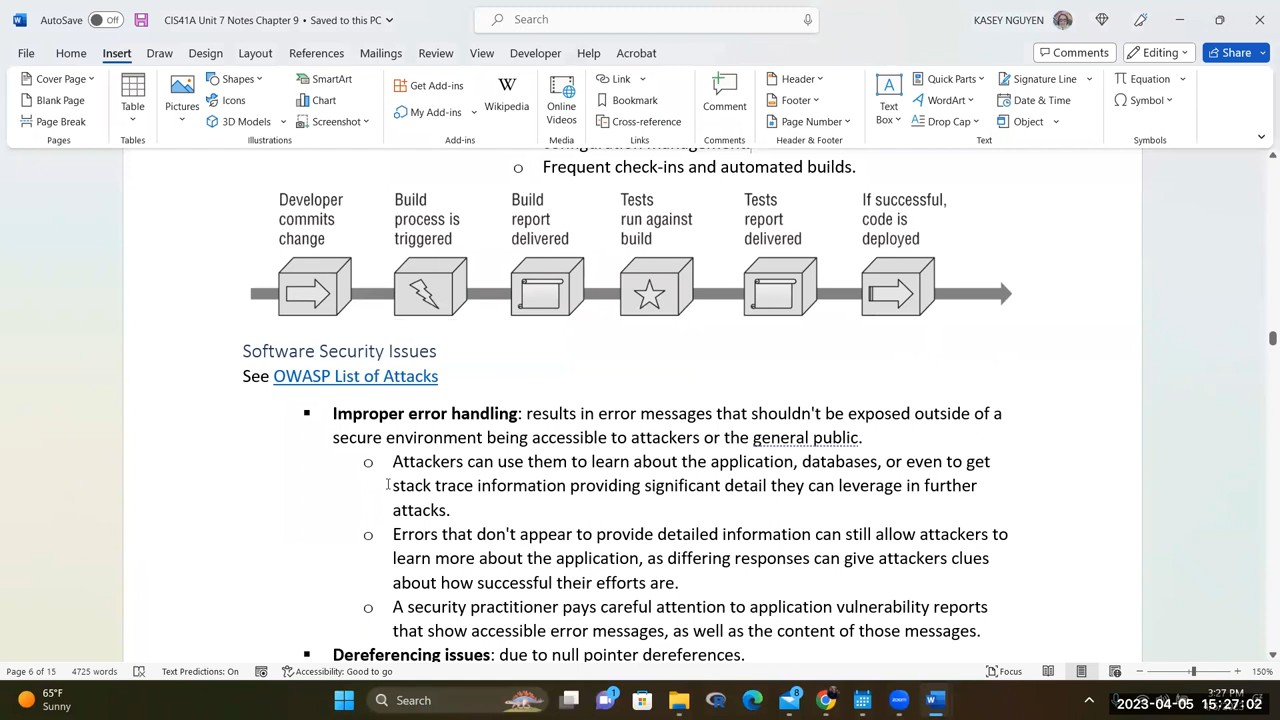 AutoSave Off CIS41A Unit 7 Notes Chapter 9 • Saved to this PC Search KASEY NGUYEN
File Home Insert Draw Design Layout References Mailings Review View Developer Help Acrobat Comments Editing Share
Cover Page
Blank Page
Page Break
Pages
Table
Tables
Pictures
Shapes
Icons
3D Models
SmartArt
Chart
Screenshot
Illustrations
Get Add-ins
My Add-ins
Wikipedia
Add-ins
Online
Videos
Media
Link
Bookmark
Cross-reference
Links
Comment
Comments
Header
Footer
Page Number
Header & Footer
Text
Box
Quick Parts
WordArt
Drop Cap
Signature Line
Date & Time
Object
Text
Equation
Symbol
Symbols
o Frequent check-ins and automated builds.
Developer
commits
change
Build
process is
triggered
Build
report
delivered
Tests
run against
build
Tests
report
delivered
If successful,
code is
deployed
Software Security Issues
See OWASP List of Attacks
▪ Improper error handling: results in error messages that shouldn't be exposed outside of a
secure environment being accessible to attackers or the general public.
o Attackers can use them to learn about the application, databases, or even to get
stack trace information providing significant detail they can leverage in further
attacks.
o Errors that don't appear to provide detailed information can still allow attackers to
learn more about the application, as differing responses can give attackers clues
about how successful their efforts are.
o A security practitioner pays careful attention to application vulnerability reports
that show accessible error messages, as well as the content of those messages.
▪ Dereferencing issues: due to null pointer dereferences.
Page 6 of 15 4725 words Text Predictions: On Accessibility: Good to go Focus 150%
65°F
Sunny
Search
1
8
3:27 PM
2023-04-05 15:27:02